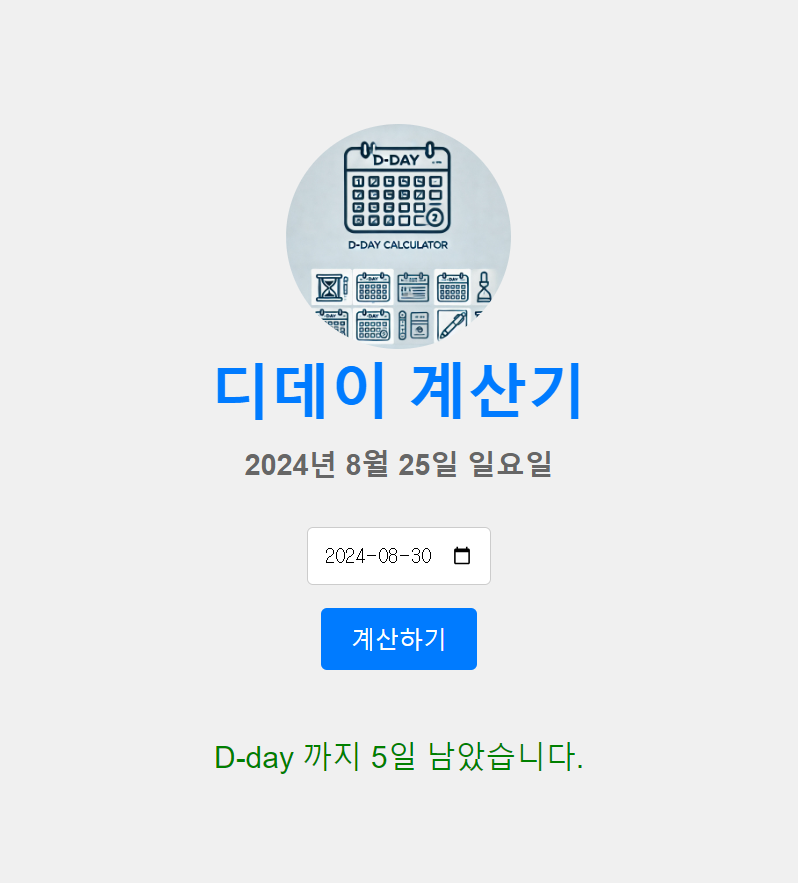 D-DAY
D-DAY CALCULATOR
디데이 계산기
2024년 8월 25일 일요일
2024-08-30
계산하기
D-day 까지 5일 남았습니다.